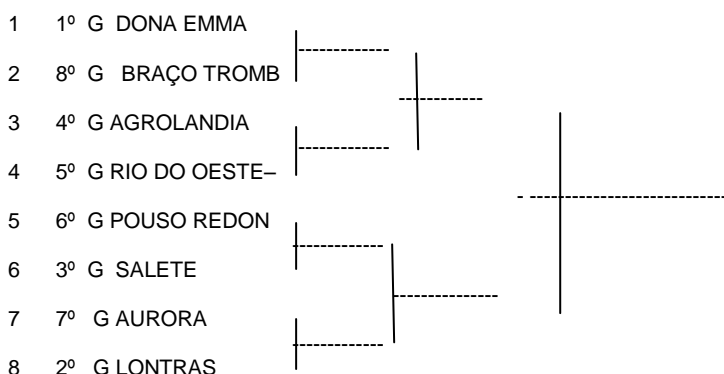 1 1º G DONA EMMA
2 8º G BRAÇO TROMB
3 4º G AGROLANDIA
4 5º G RIO DO OESTE–
5 6º G POUSO REDON
6 3º G SALETE
7 7º G AURORA
8 2º G LONTRAS